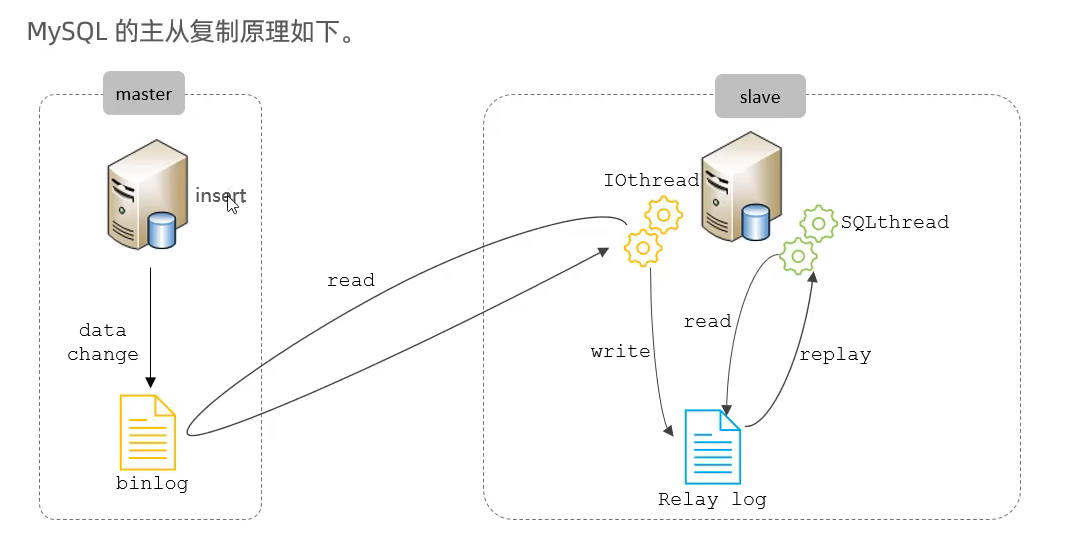 MySQL 的主从复制原理如下。
master
slave
insert
IOthread
SQLthread
read
data
change
write
read
replay
binlog
Relay log